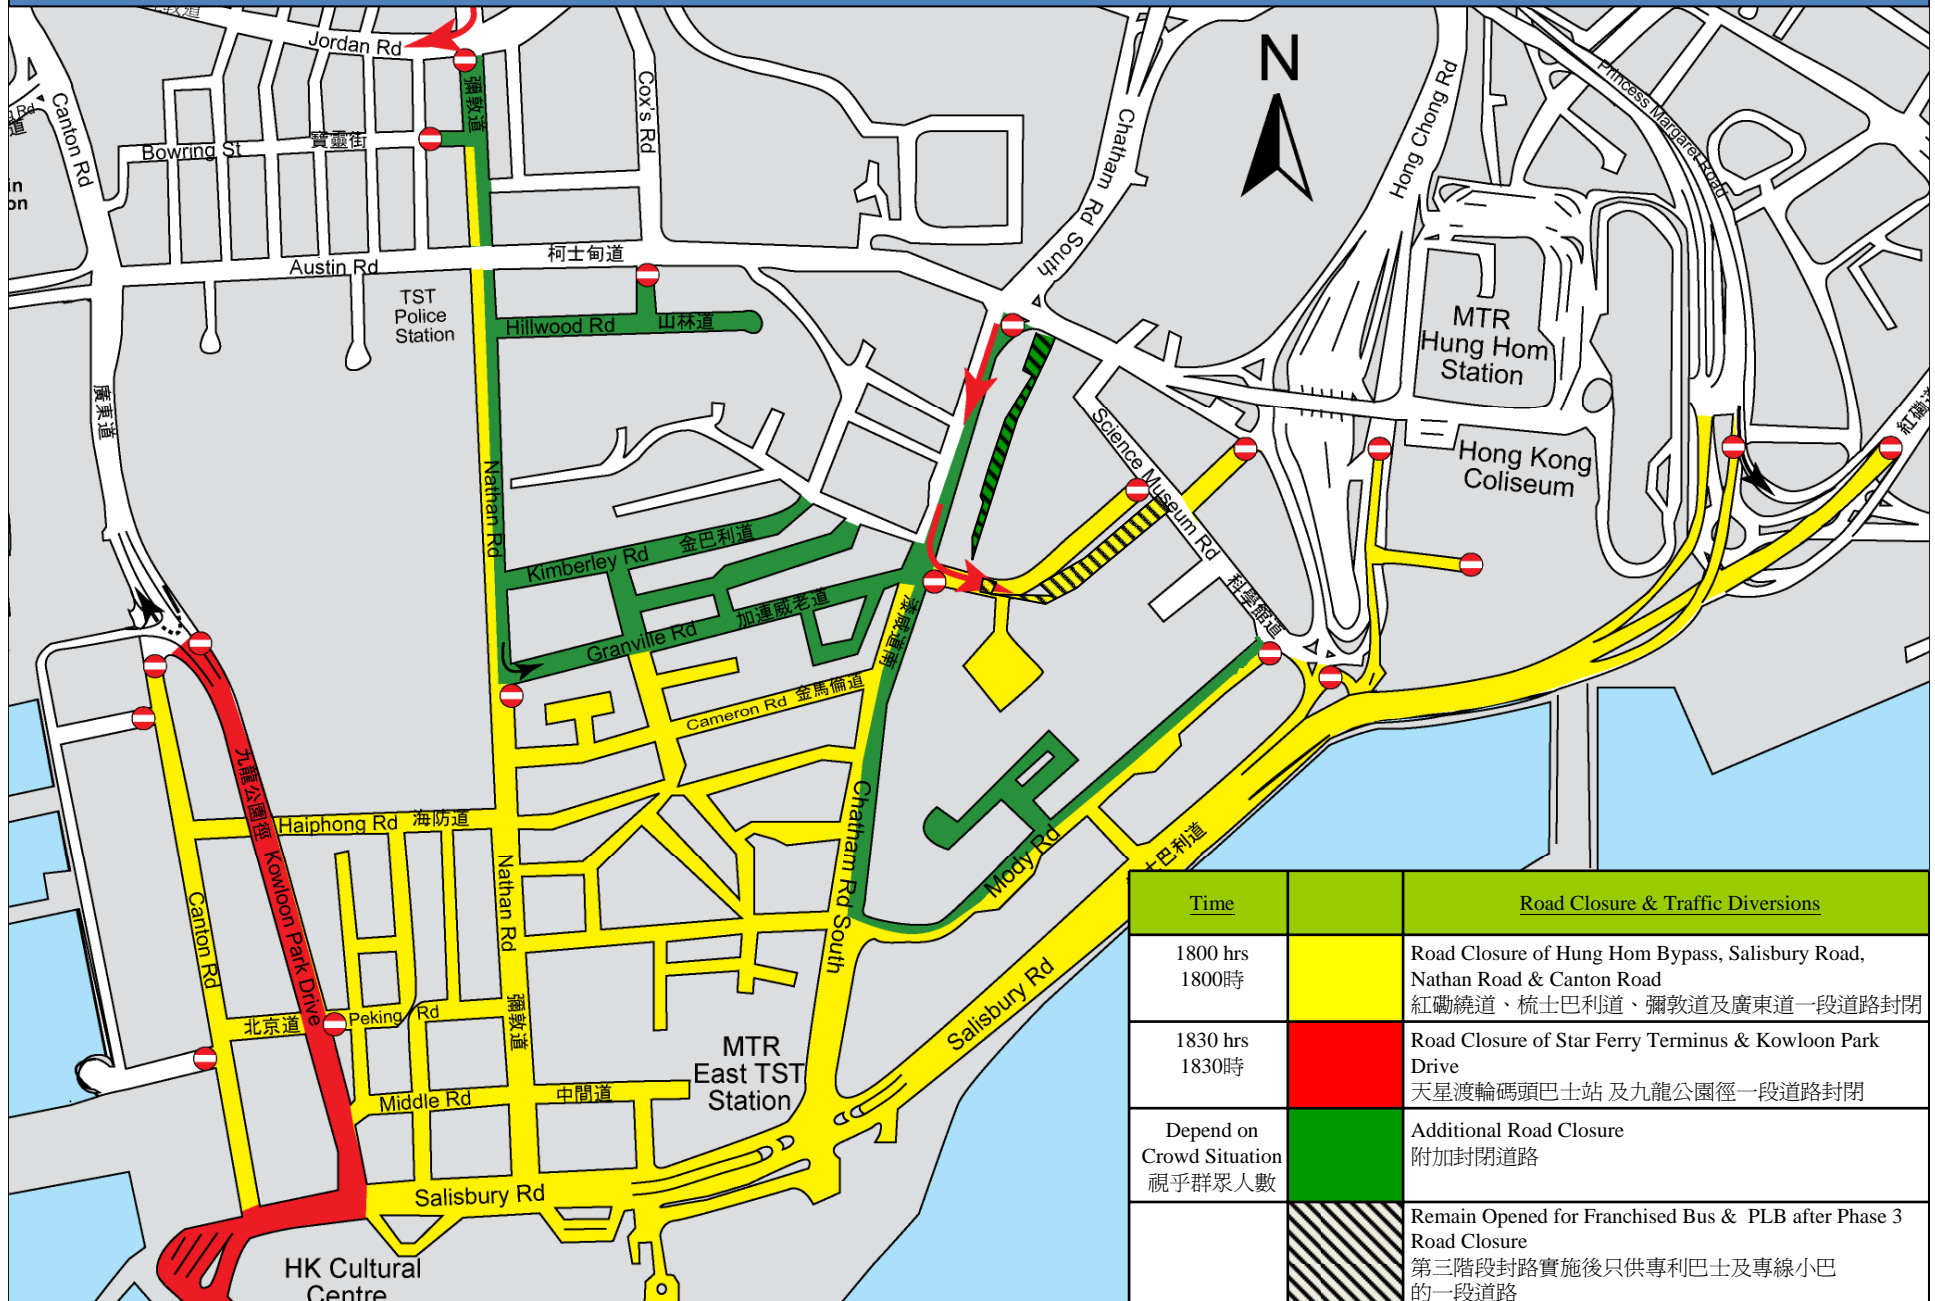 Jordan Rd
Canton Rd
Bowring St
寶靈街
彌敦道
Cox's Rd
Chatham Rd South
N
Hong Chong Rd
Princess Margaret Road
Austin Rd
柯士甸道
TST
Police
Station
Hillwood Rd
山林道
MTR
Hung Hom
Station
廣東道
Nathan Rd
Science Museum Rd
科學館道
Hong Kong
Coliseum
Kimberley Rd
金巴利道
Granville Rd
加連威老道
漆咸道南
Cameron Rd
金馬倫道
九龍公園徑
Kowloon Park Drive
Haiphong Rd
海防道
Canton Rd
Nathan Rd
彌敦道
Chatham Rd South
Mody Rd
士巴利道
Salisbury Rd
北京道
Peking Rd
Middle Rd
中間道
MTR
East TST
Station
Salisbury Rd
HK Cultural
Centre
Time
Road Closure & Traffic Diversions
1800 hrs
1800時
Road Closure of Hung Hom Bypass, Salisbury Road,
Nathan Road & Canton Road
紅磡繞道、梳士巴利道、彌敦道及廣東道一段道路封閉
1830 hrs
1830時
Road Closure of Star Ferry Terminus & Kowloon Park
Drive
天星渡輪碼頭巴士站 及九龍公園徑一段道路封閉
Depend on
Crowd Situation
視乎群眾人數
Additional Road Closure
附加封閉道路
Remain Opened for Franchised Bus & PLB after Phase 3
Road Closure
第三階段封路實施後只供專利巴士及專線小巴
的一段道路